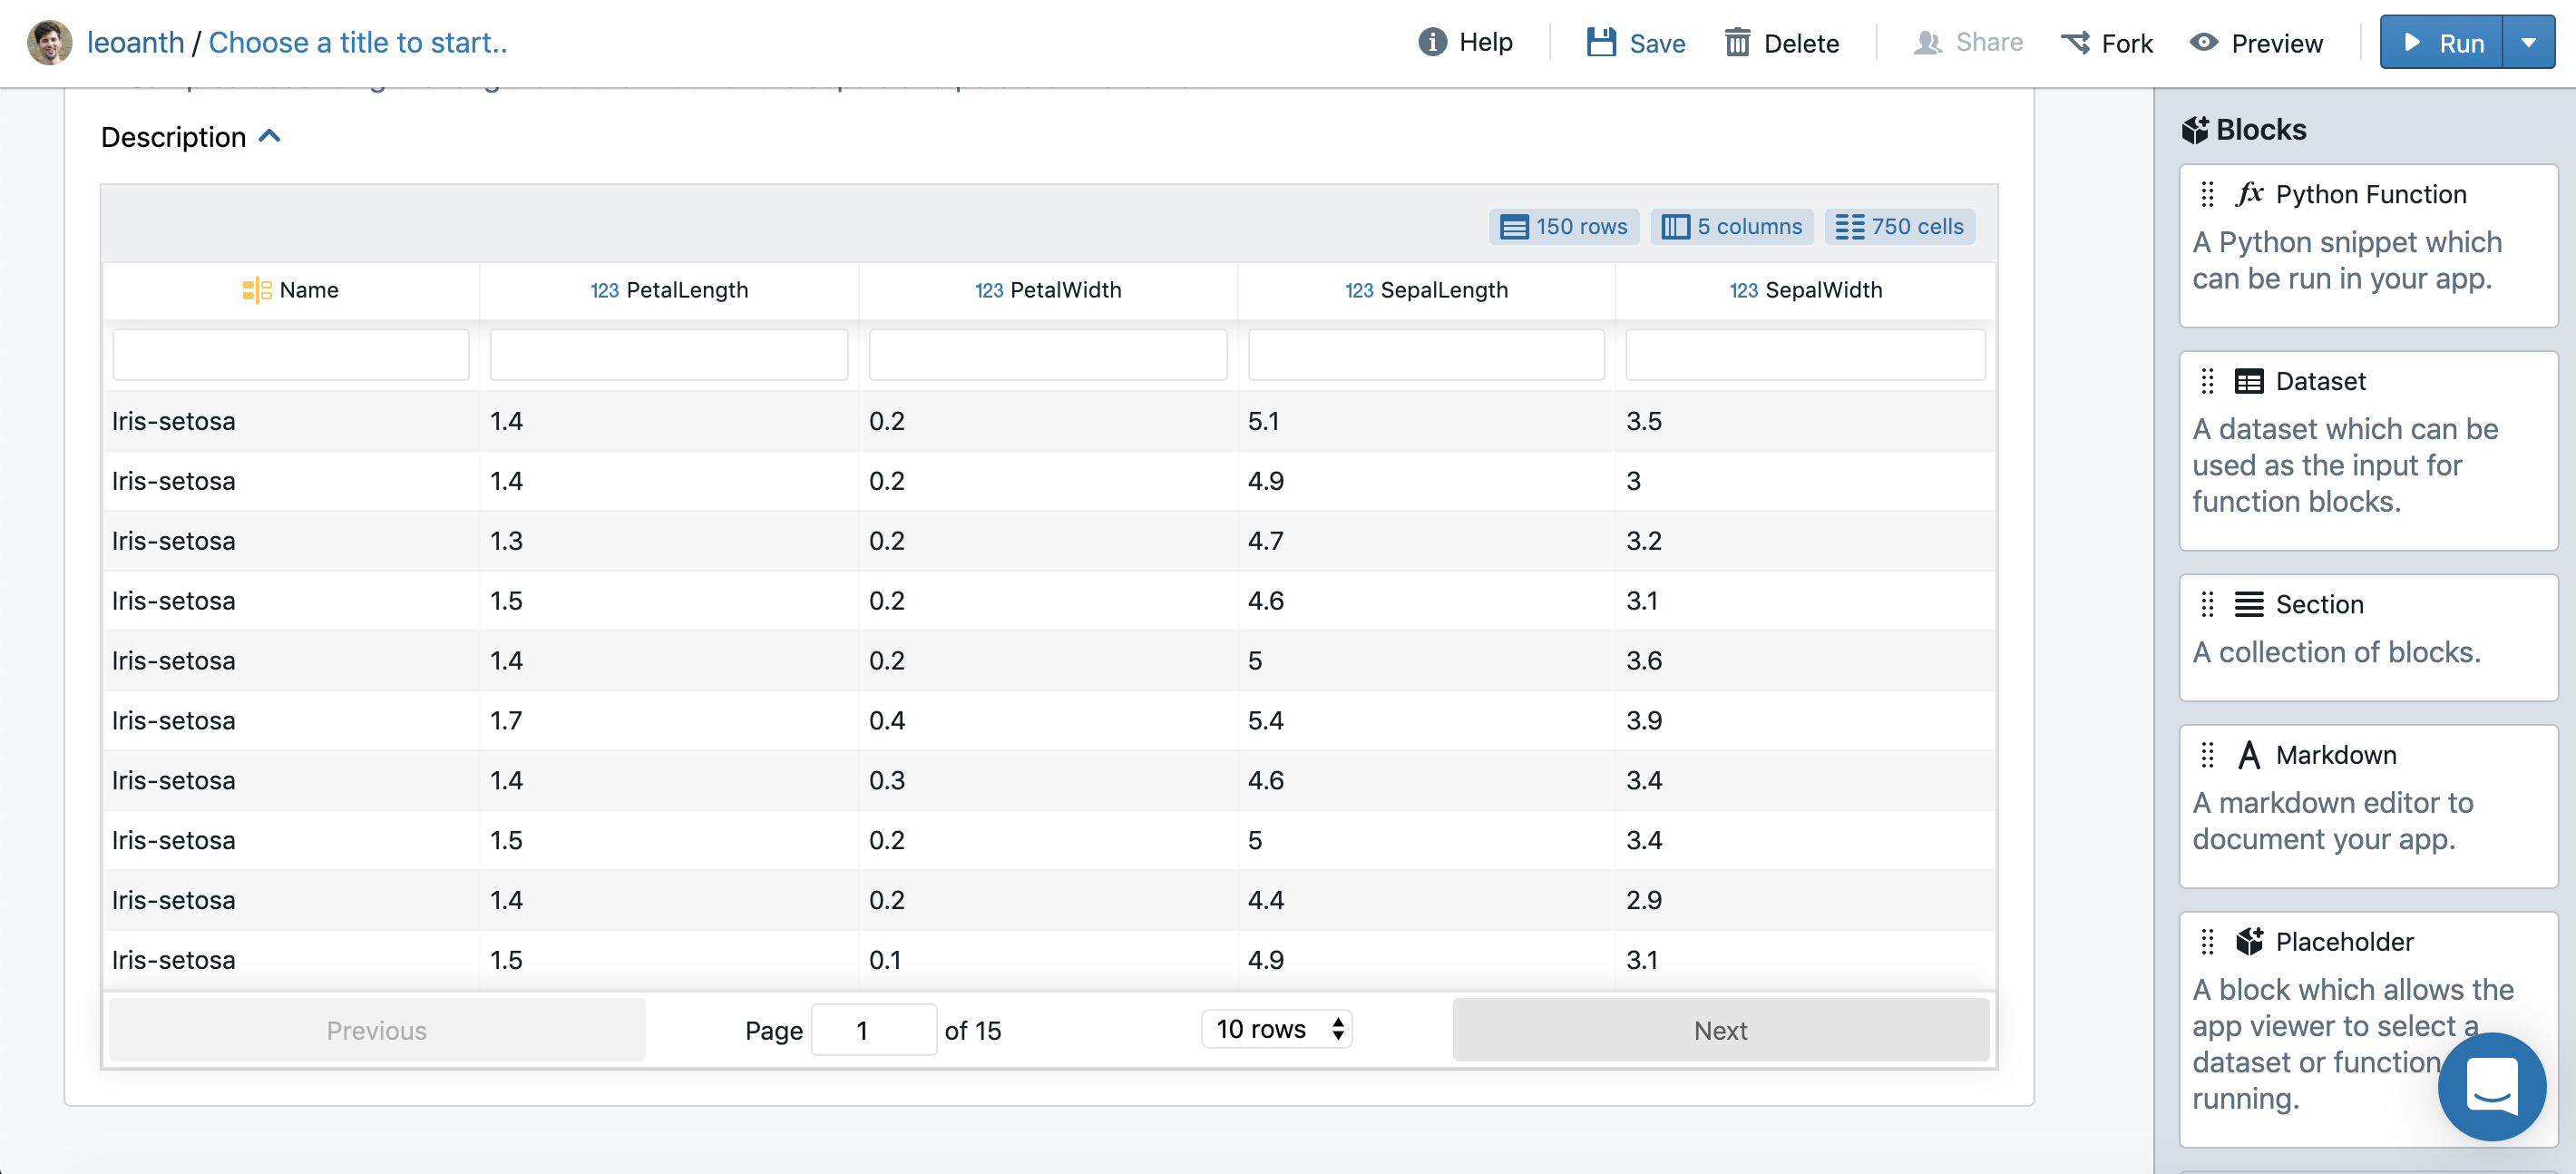 leoanth / Choose a title to start..
Help
Save
Delete
Share
Fork
Preview
Run
Description
150 rows
5 columns
750 cells
Name
123 PetalLength
123 PetalWidth
123 SepalLength
123 SepalWidth
Iris-setosa 1.4 0.2 5.1 3.5
Iris-setosa 1.4 0.2 4.9 3
Iris-setosa 1.3 0.2 4.7 3.2
Iris-setosa 1.5 0.2 4.6 3.1
Iris-setosa 1.4 0.2 5 3.6
Iris-setosa 1.7 0.4 5.4 3.9
Iris-setosa 1.4 0.3 4.6 3.4
Iris-setosa 1.5 0.2 5 3.4
Iris-setosa 1.4 0.2 4.4 2.9
Iris-setosa 1.5 0.1 4.9 3.1
Previous
Page 1 of 15
10 rows
Next
Blocks
fx Python Function
A Python snippet which
can be run in your app.
Dataset
A dataset which can be
used as the input for
function blocks.
Section
A collection of blocks.
A Markdown
A markdown editor to
document your app.
Placeholder
A block which allows the
app viewer to select a
dataset or function
running.